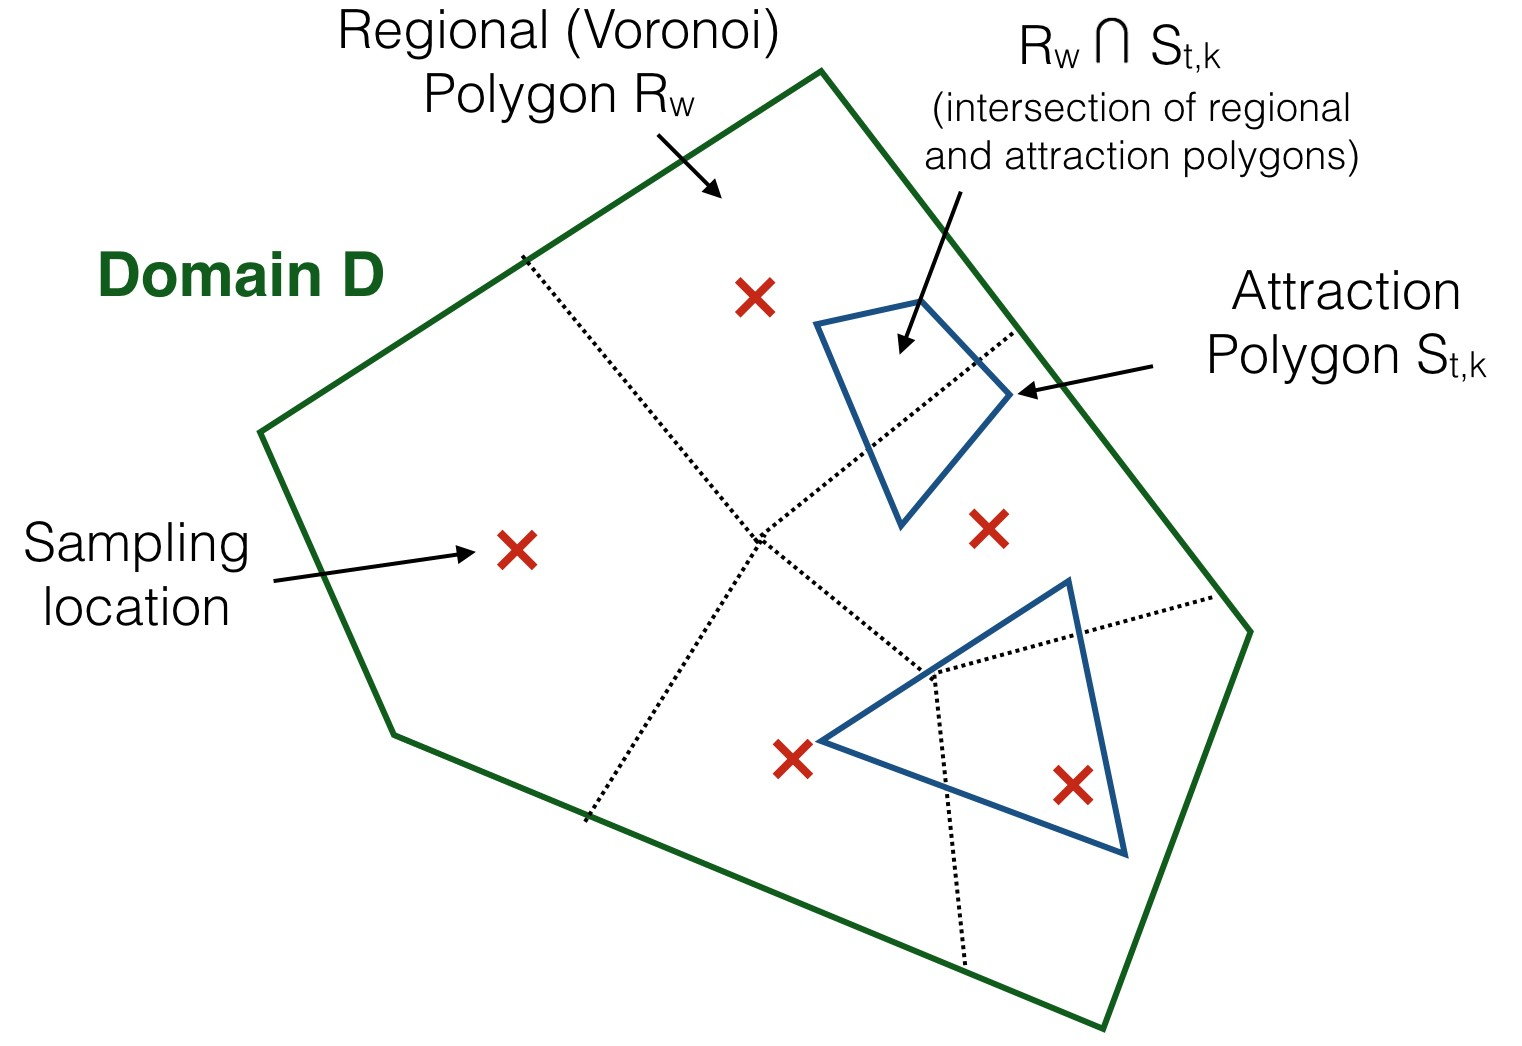 Regional (Voronoi)
Polygon Rw
Rw ∩ St,k
(intersection of regional
and attraction polygons)
Domain D
Attraction
Polygon St,k
Sampling
location